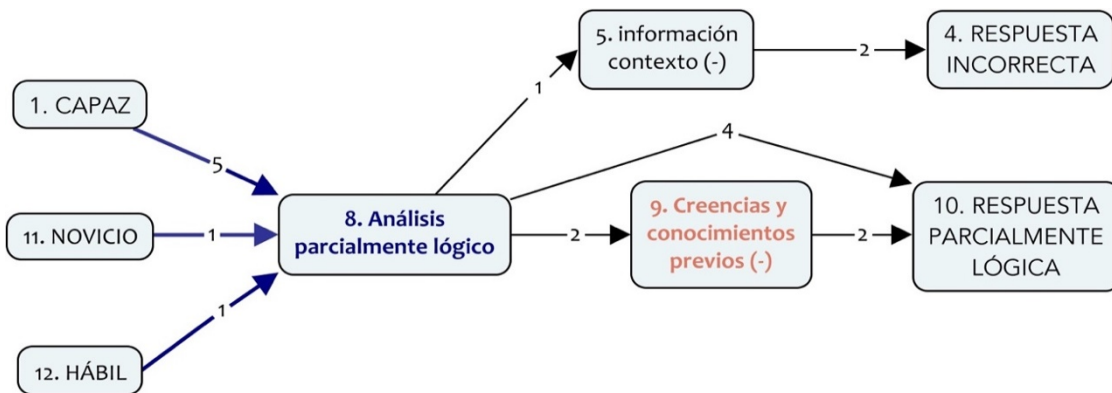 5. información
contexto (-)
2
4. RESPUESTA
INCORRECTA
1
1. CAPAZ
5
4
8. Análisis
parcialmente lógico
2
9. Creencias y
conocimientos
previos (-)
2
10. RESPUESTA
PARCIALMENTE
LÓGICA
11. NOVICIO
1
1
12. HÁBIL